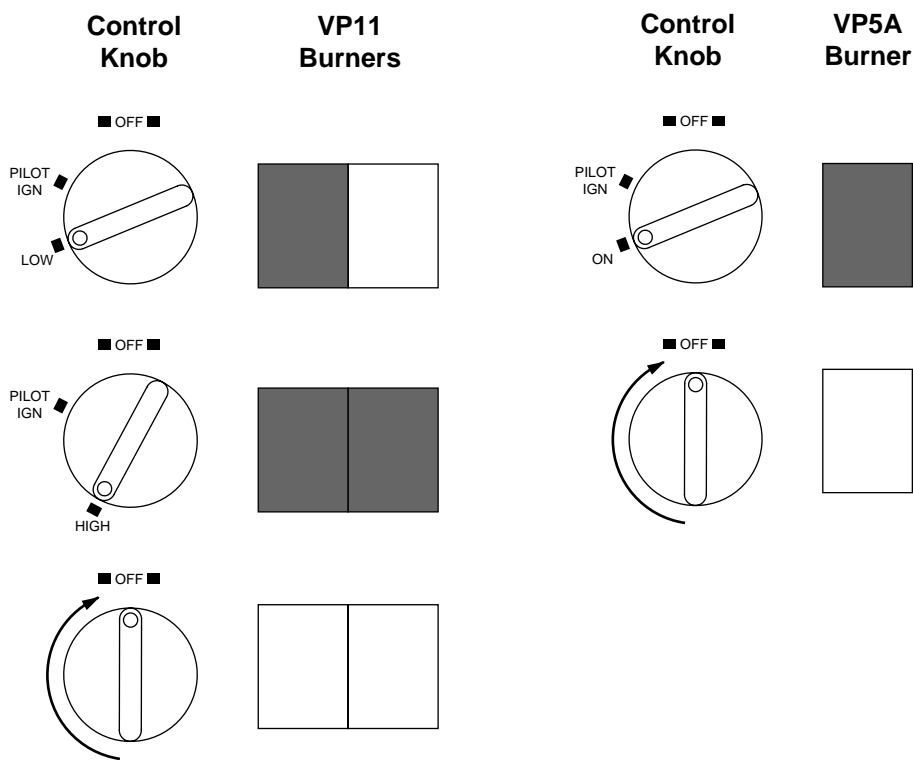 Control
Knob
VP11
Burners
OFF
PILOT
IGN
LOW
OFF
PILOT
IGN
HIGH
OFF
Control
Knob
VP5A
Burner
OFF
PILOT
IGN
ON
OFF